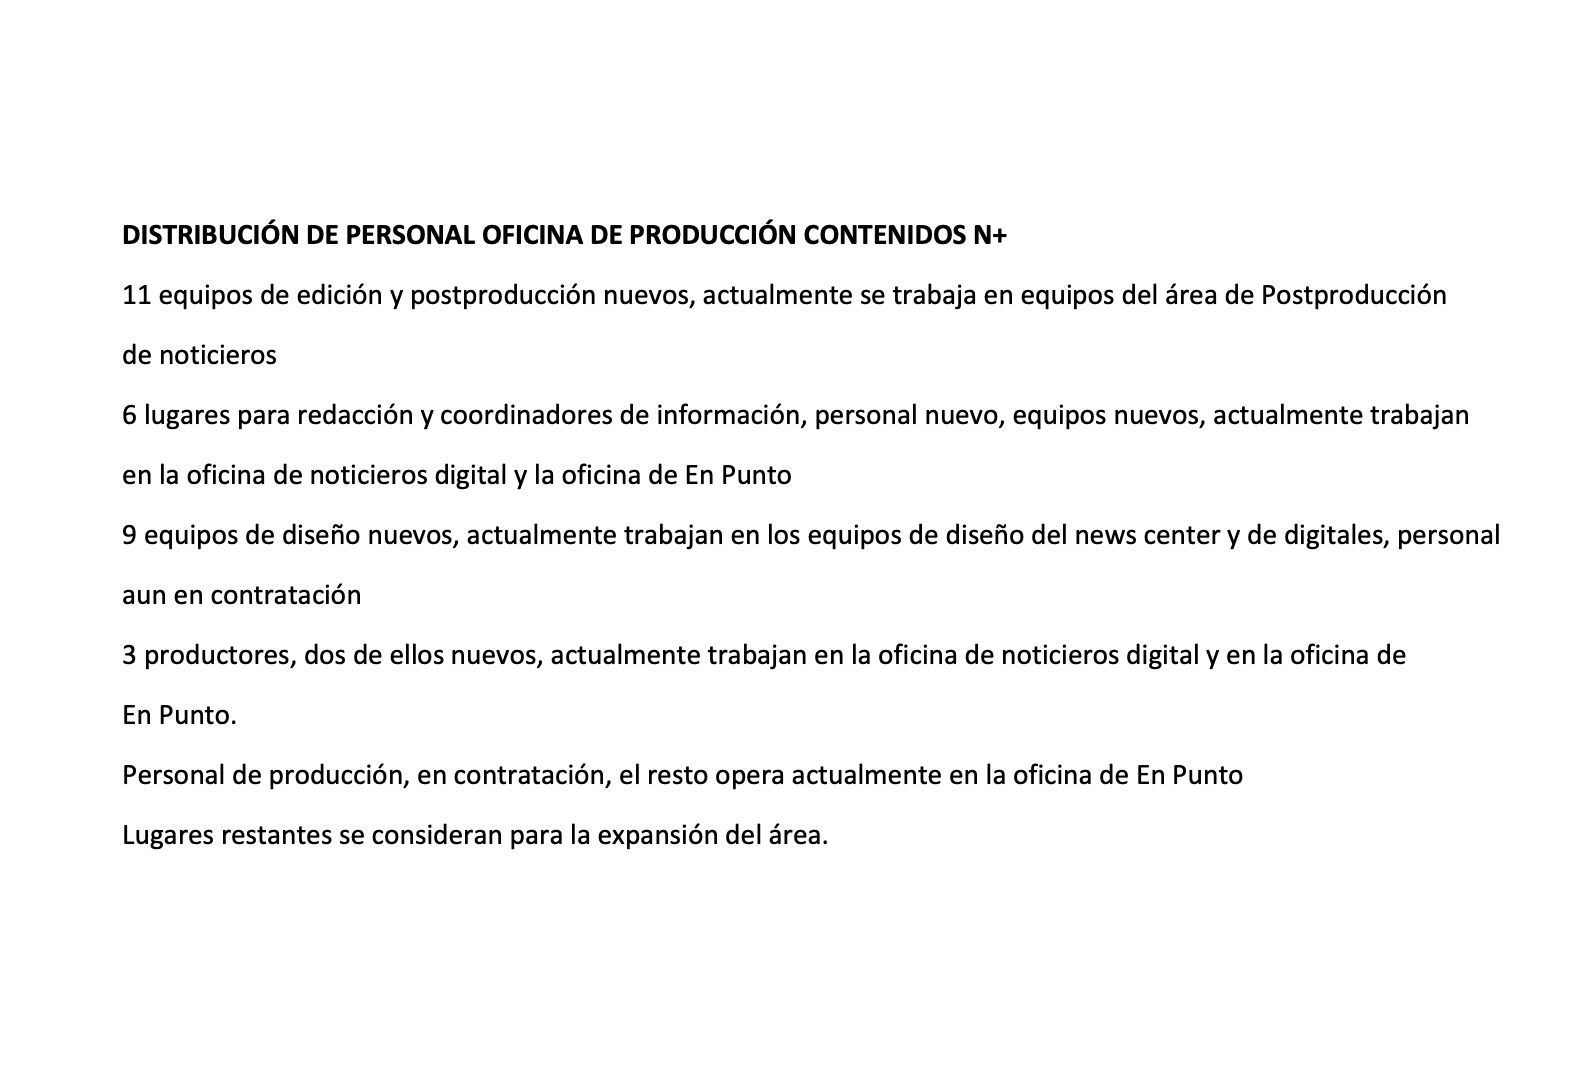 DISTRIBUCIÓN DE PERSONAL OFICINA DE PRODUCCIÓN CONTENIDOS N+
11 equipos de edición y postproducción nuevos, actualmente se trabaja en equipos del área de Postproducción
de noticieros
6 lugares para redacción y coordinadores de información, personal nuevo, equipos nuevos, actualmente trabajan
en la oficina de noticieros digital y la oficina de En Punto
9 equipos de diseño nuevos, actualmente trabajan en los equipos de diseño del news center y de digitales, personal
aun en contratación
3 productores, dos de ellos nuevos, actualmente trabajan en la oficina de noticieros digital y en la oficina de
En Punto.
Personal de producción, en contratación, el resto opera actualmente en la oficina de En Punto
Lugares restantes se consideran para la expansión del área.